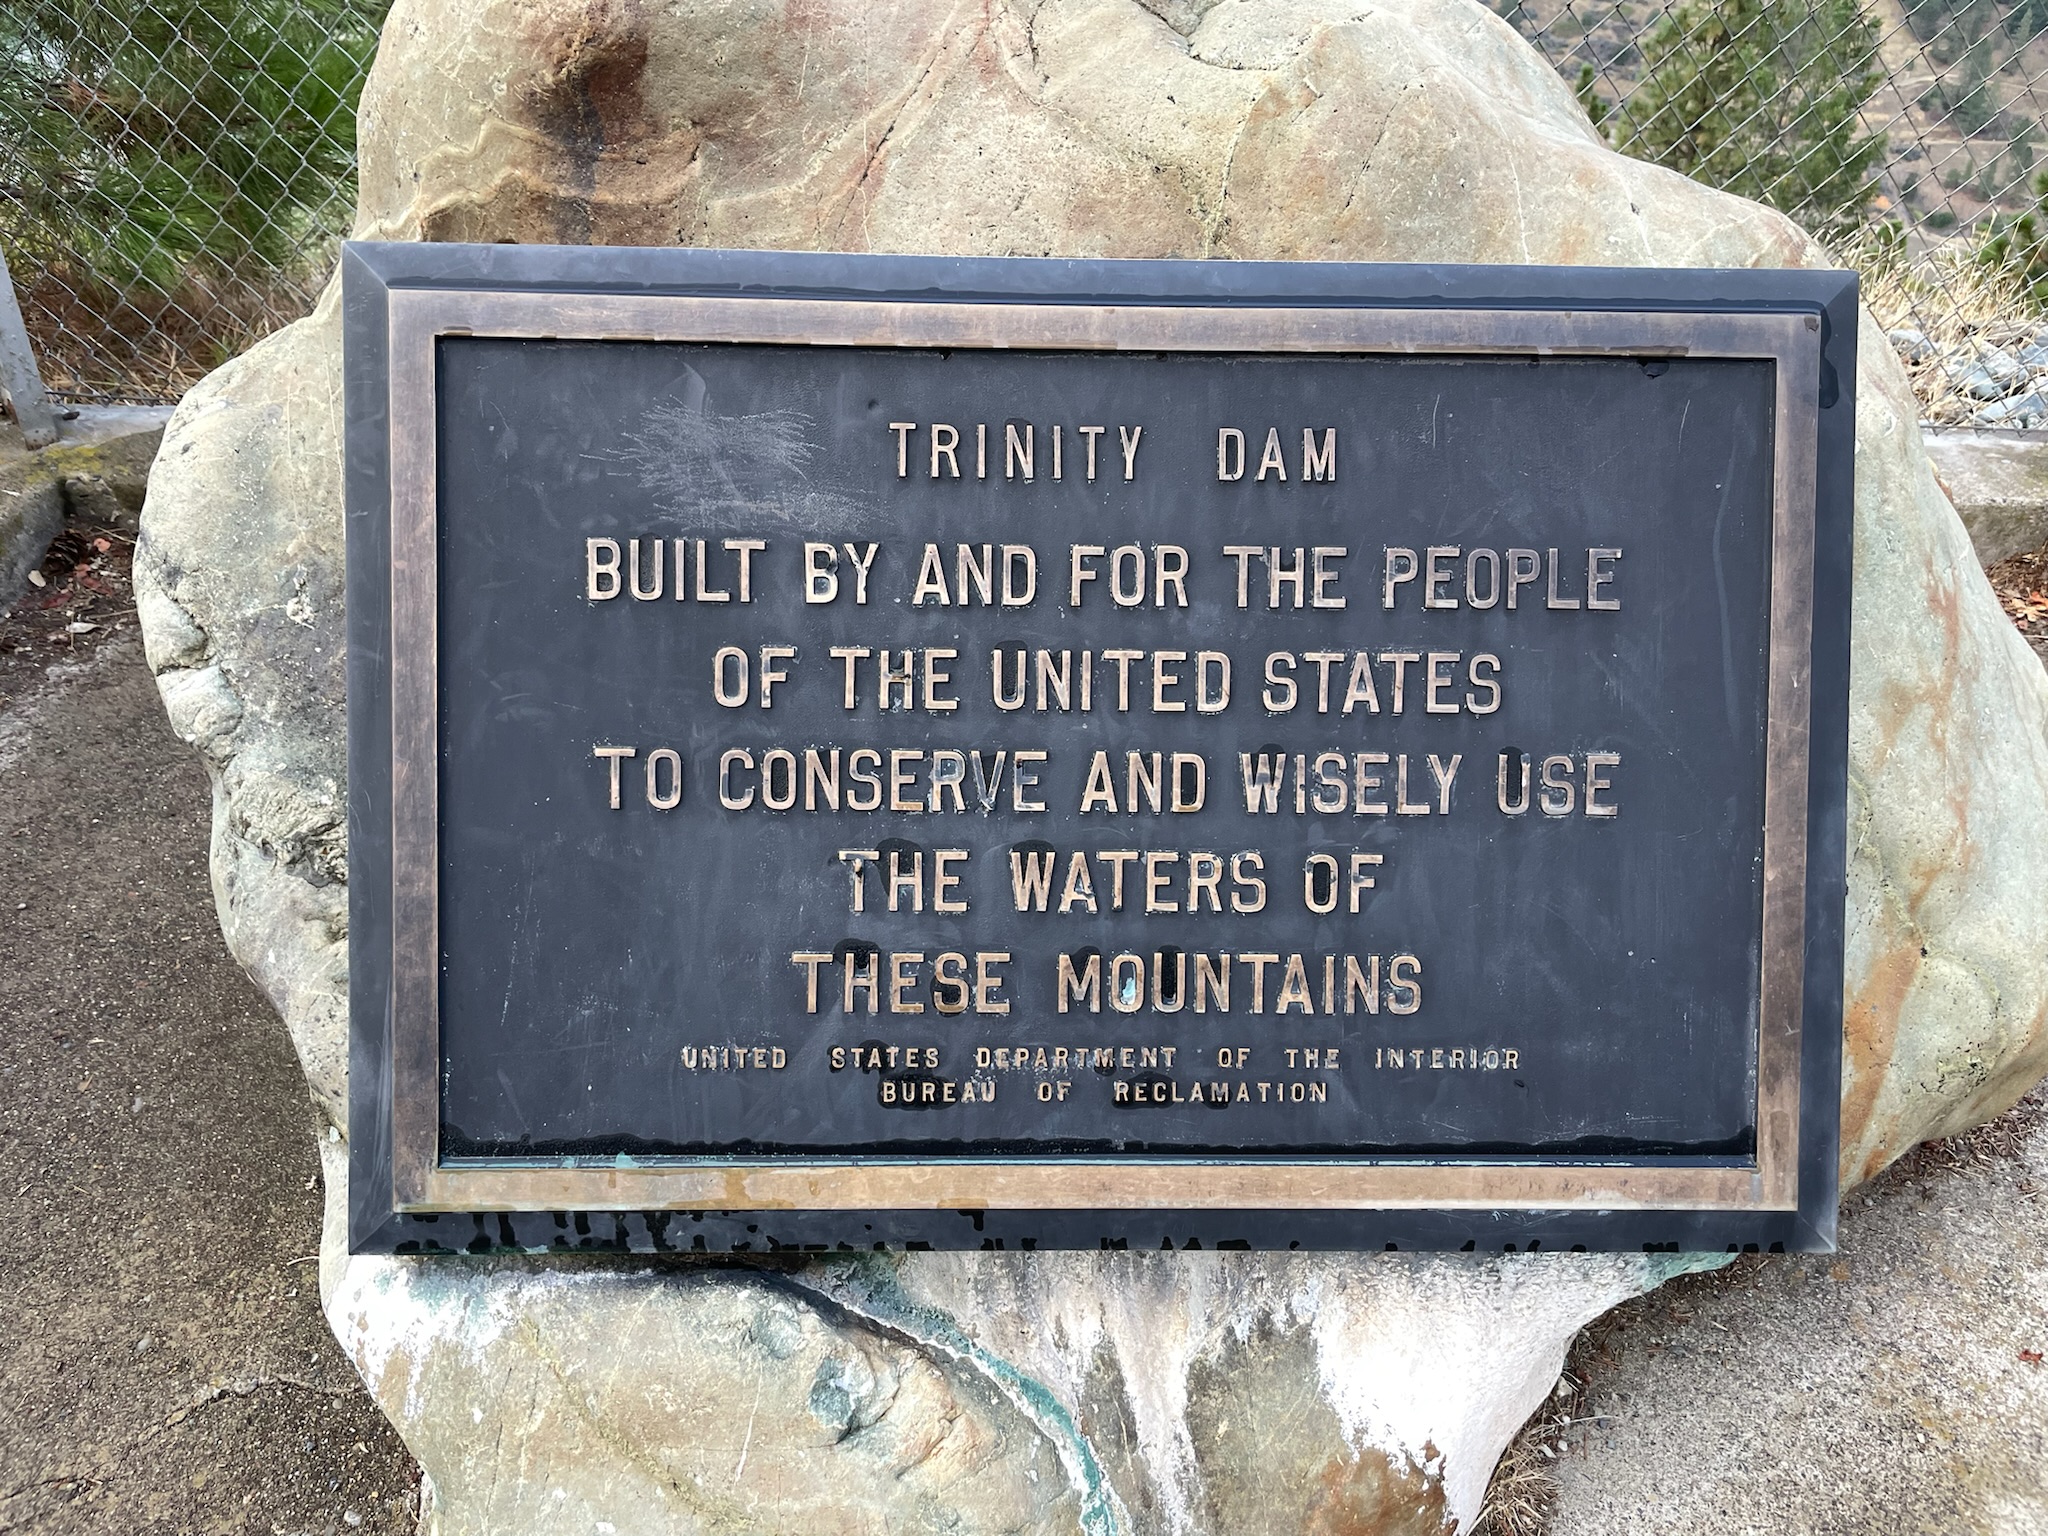 TRINITY DAM
BUILT BY AND FOR THE PEOPLE
OF THE UNITED STATES
TO CONSERVE AND WISELY USE
THE WATERS OF
THESE MOUNTAINS
UNITED STATES DEPARTMENT OF THE INTERIOR
BUREAU OF RECLAMATION